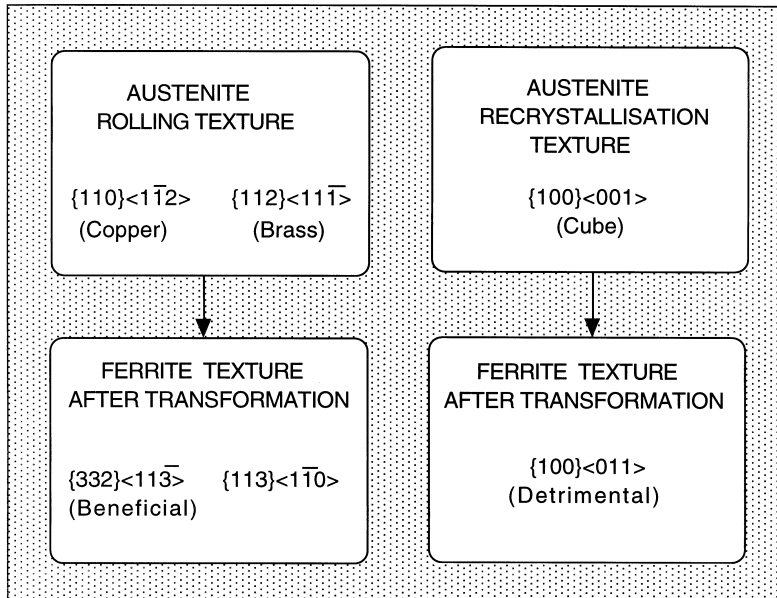 AUSTENITE
ROLLING TEXTURE
{110}<11̅2> {112}<111̅>
(Copper) (Brass)
AUSTENITE
RECRYSTALLISATION
TEXTURE
{100}<001>
(Cube)
FERRITE TEXTURE
AFTER TRANSFORMATION
{332}<113̅> {113}<11̅0>
(Beneficial)
FERRITE TEXTURE
AFTER TRANSFORMATION
{100}<011>
(Detrimental)